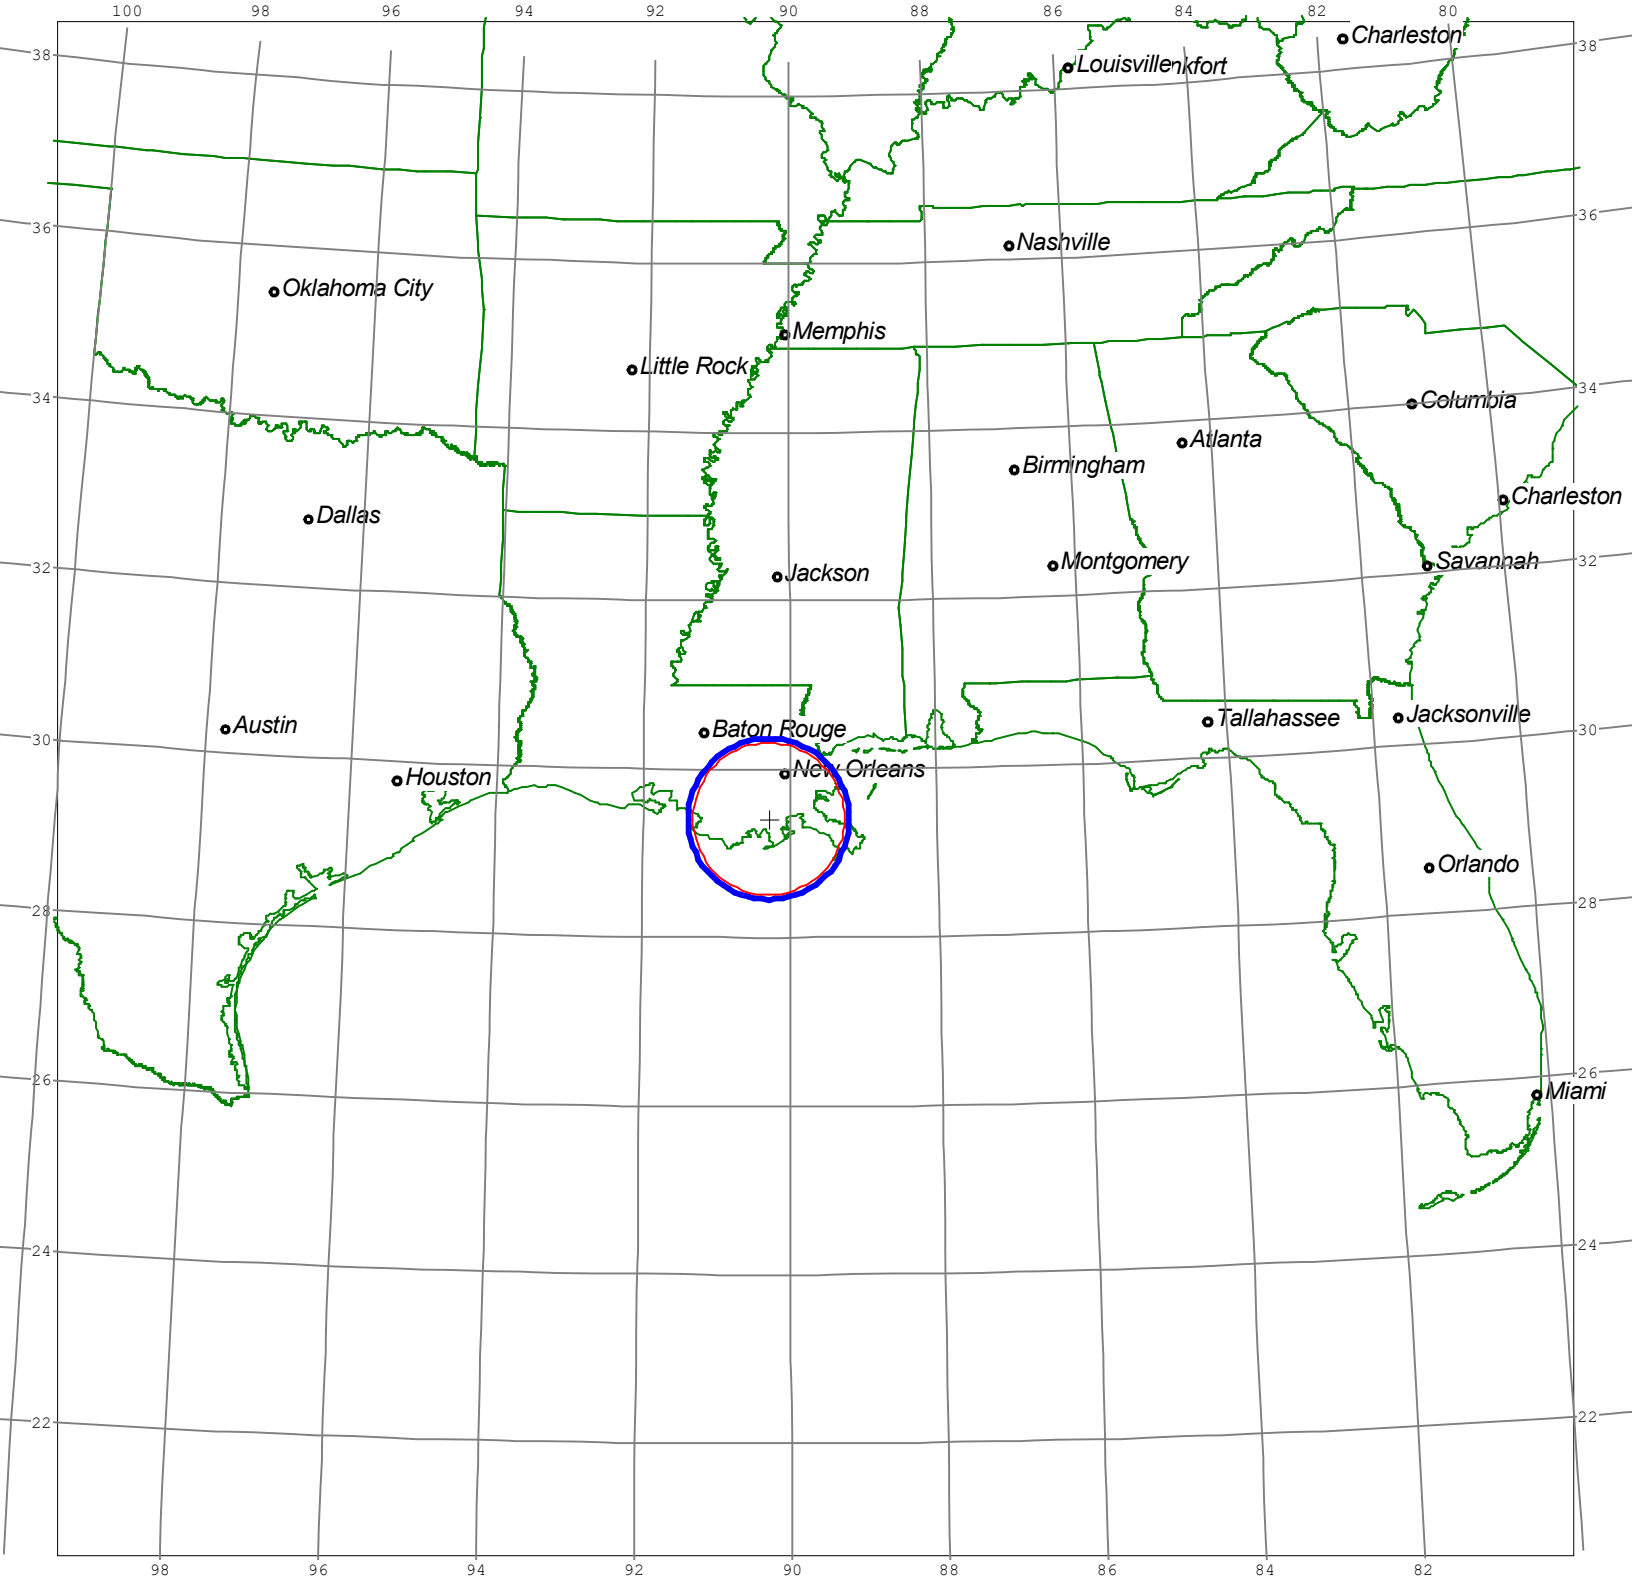 100 98 96 94 92 90 88 86 84 82 80
Charleston
38 38
Louisville nkfort
36 36
Nashville
Oklahoma City
Memphis
Little Rock
34 34
Columbia
Atlanta
Birmingham
Charleston
Dallas
32 32
Montgomery
Savannah
Jackson
Jacksonville
Tallahassee
Austin
Baton Rouge
30 30
New Orleans
Houston
Orlando
28 28
26 26
Miami
24 24
22 22
98 96 94 92 90 88 86 84 82